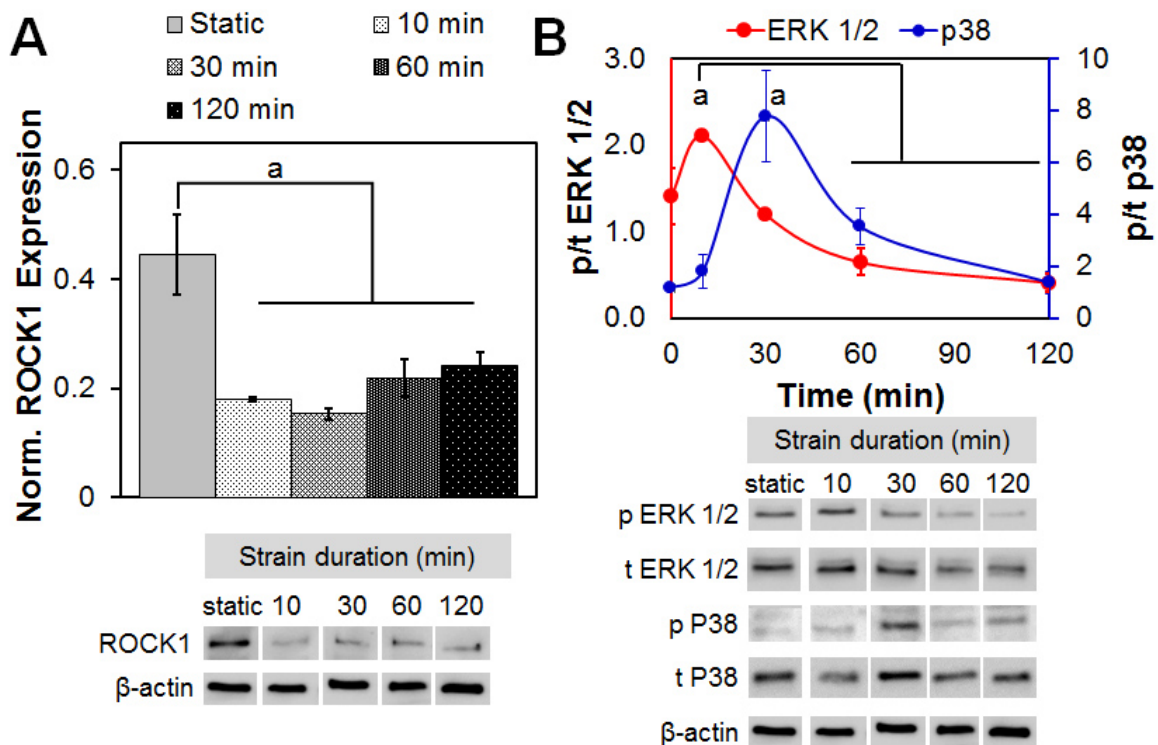 A
Static
10 min
30 min
60 min
120 min
Norm. ROCK1 Expression
0.6
0.4
0.2
0
a
Strain duration (min)
static 10 30 60 120
ROCK1
β-actin
B
ERK 1/2 p38
p/t ERK 1/2
3.0
2.0
1.0
0.0
a
a
10
8
6
4
2
0
p/t p38
0 30 60 90 120
Time (min)
Strain duration (min)
static 10 30 60 120
p ERK 1/2
t ERK 1/2
p P38
t P38
β-actin